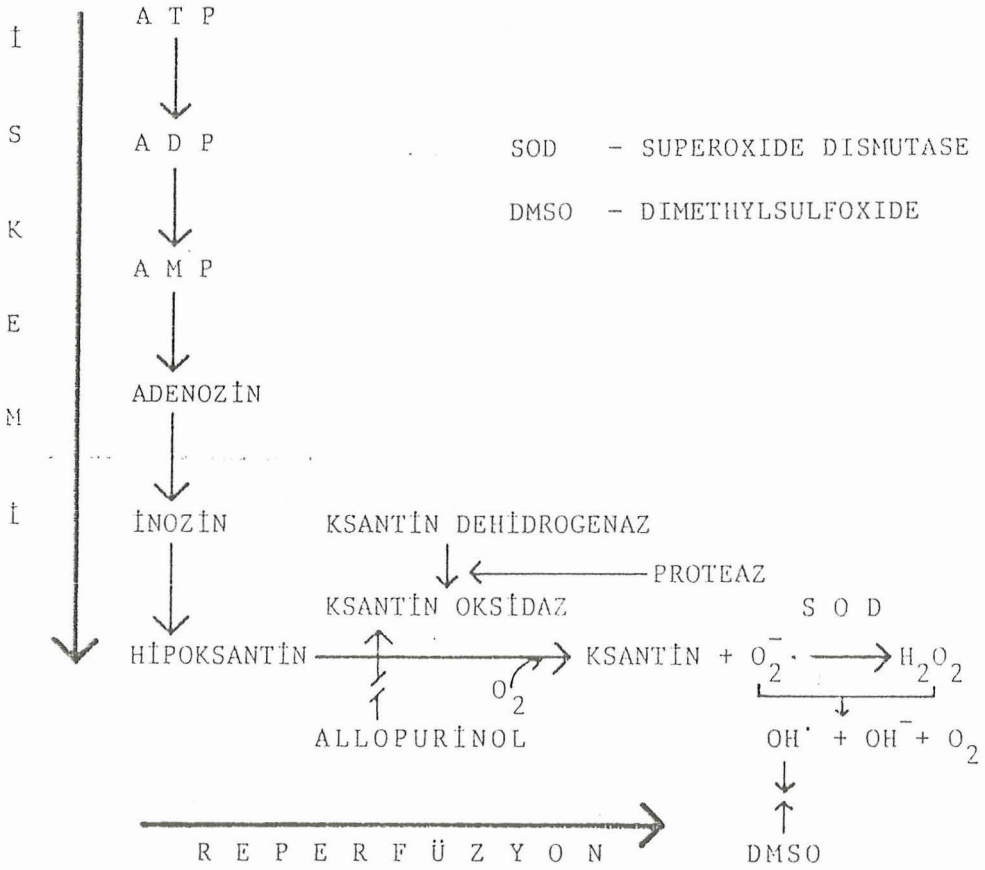 İ S K E M İ
A T P
A D P
SOD - SUPEROXIDE DISMUTASE
DMSO - DIMETHYLSULFOXIDE
A M P
ADENOZİN
İNOZİN
KSANTİN DEHİDROGENAZ
PROTEAZ
KSANTİN OKSİDAZ
S O D
HİPOKSANTİN
O₂
KSANTİN + O₂⁻· H₂O₂
ALLOPURİNOL
OH· + OH⁻ + O₂
R E P E R F Ü Z Y O N
DMSO